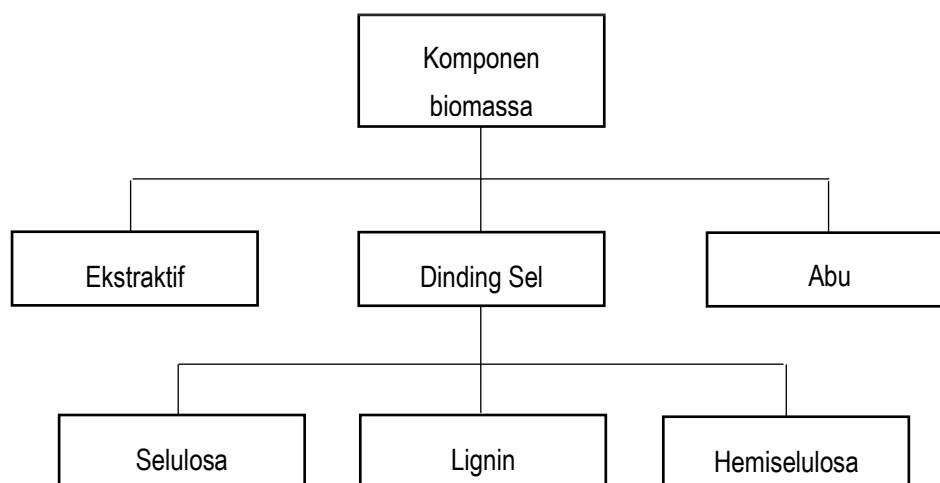 Komponen
biomassa
Ekstraktif
Dinding Sel
Abu
Selulosa
Lignin
Hemiselulosa